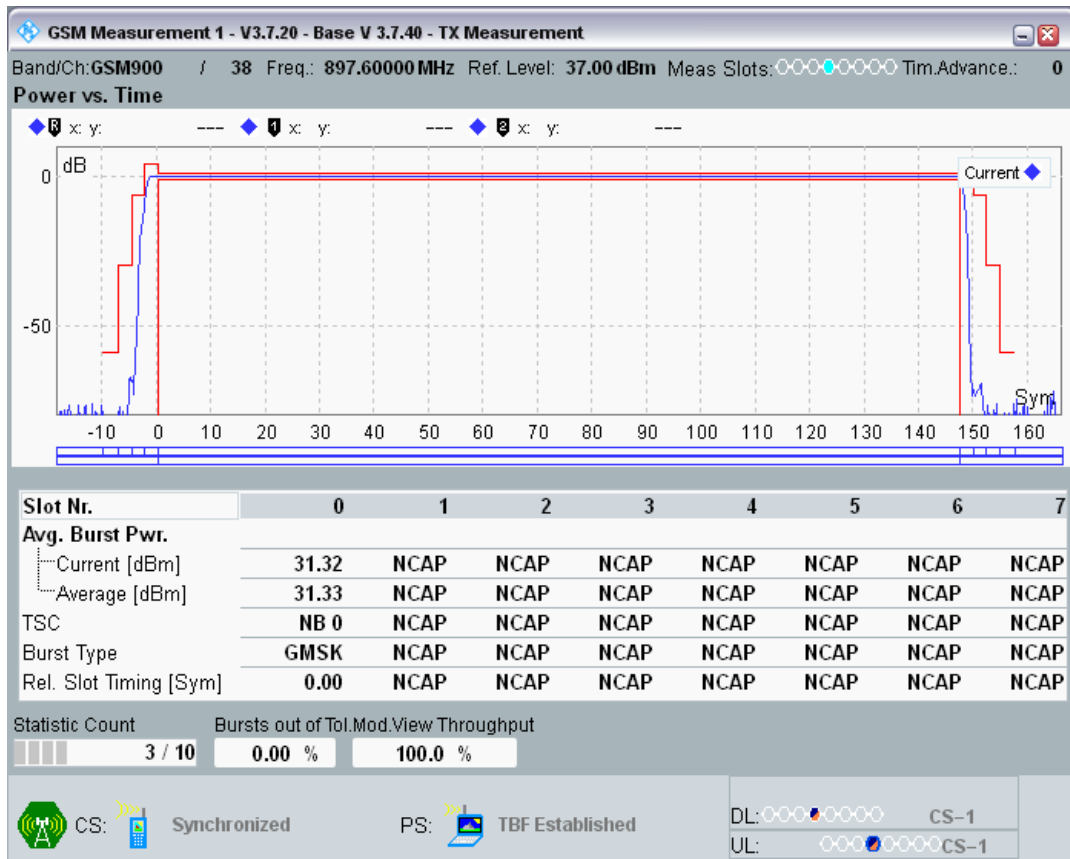 GSM Measurement 1 - V3.7.20 - Base V 3.7.40 - TX Measurement
Band/Ch:GSM900 / 38 Freq.: 897.60000 MHz Ref. Level: 37.00 dBm Meas Slots: Tim.Advance.: 0
Power vs. Time
R x: y: --- 1 x: y: --- 2 x: y: ---
dB
Current
0
-50
Sym
-10 0 10 20 30 40 50 60 70 80 90 100 110 120 130 140 150 160
Slot Nr. 0 1 2 3 4 5 6 7
Avg. Burst Pwr.
Current [dBm] 31.32 NCAP NCAP NCAP NCAP NCAP NCAP NCAP
Average [dBm] 31.33 NCAP NCAP NCAP NCAP NCAP NCAP NCAP
TSC NB 0 NCAP NCAP NCAP NCAP NCAP NCAP NCAP
Burst Type GMSK NCAP NCAP NCAP NCAP NCAP NCAP NCAP
Rel. Slot Timing [Sym] 0.00 NCAP NCAP NCAP NCAP NCAP NCAP NCAP
Statistic Count Bursts out of Tol.Mod.View Throughput
3 / 10 0.00 % 100.0 %
CS: Synchronized PS: TBF Established
DL: CS-1
UL: CS-1